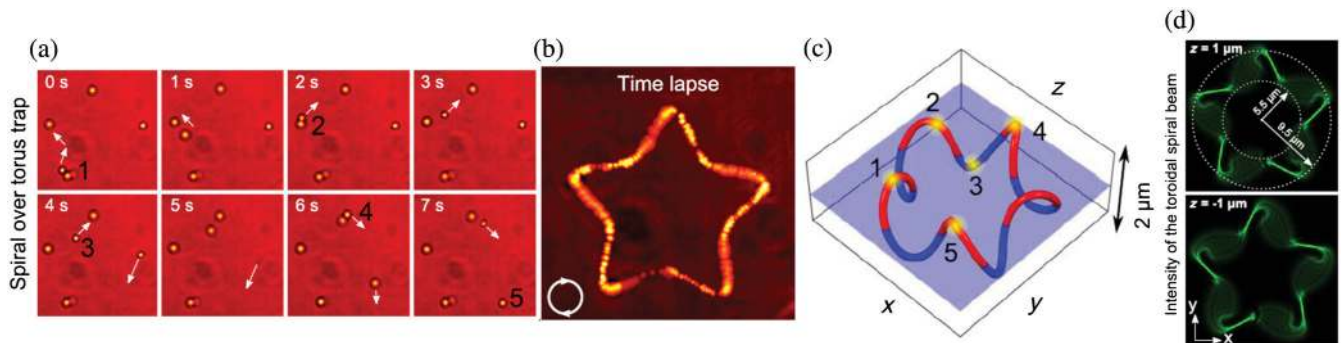 (a)
Spiral over torus trap
0 s
1
1 s
2 s
2
3 s
4 s
3
5 s
6 s
4
7 s
5
(b)
Time lapse
(c)
1
2
3
4
5
x
y
z
2 μm
(d)
Intensity of the toroidal spiral beam
z = 1 μm
5.5 μm
9.5 μm
z = -1 μm
y
x